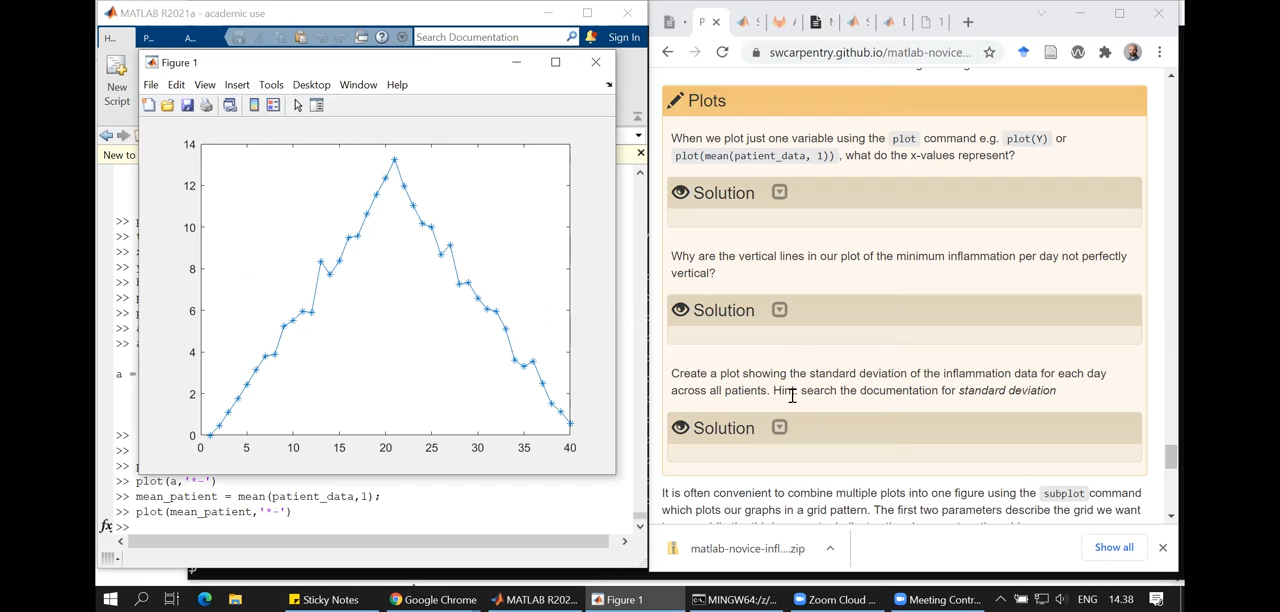 MATLAB R2021a - academic use
H...
P...
A...
Search Documentation
Sign In
New
Script
New to
Figure 1
File Edit View Insert Tools Desktop Window Help
14
12
10
8
6
4
2
0
0 5 10 15 20 25 30 35 40
>> p
>>
>>
>>
>>
>> p
>> p
>> a
>> a
a =
>>
>>
>> p
>> plot(a,'*-')
>> mean_patient = mean(patient_data,1);
>> plot(mean_patient,'*-')
fx >>
P
swcarpentry.github.io/matlab-novice...
Plots
When we plot just one variable using the plot command e.g. plot(Y) or
plot(mean(patient_data, 1)), what do the x-values represent?
Solution
Why are the vertical lines in our plot of the minimum inflammation per day not perfectly
vertical?
Solution
Create a plot showing the standard deviation of the inflammation data for each day
across all patients. Hint: search the documentation for standard deviation
Solution
It is often convenient to combine multiple plots into one figure using the subplot command
which plots our graphs in a grid pattern. The first two parameters describe the grid we want
matlab-novice-infl....zip
Show all
Sticky Notes
Google Chrome
MATLAB R202...
Figure 1
MINGW64:/z/...
Zoom Cloud ...
Meeting Contr...
ENG
14.38